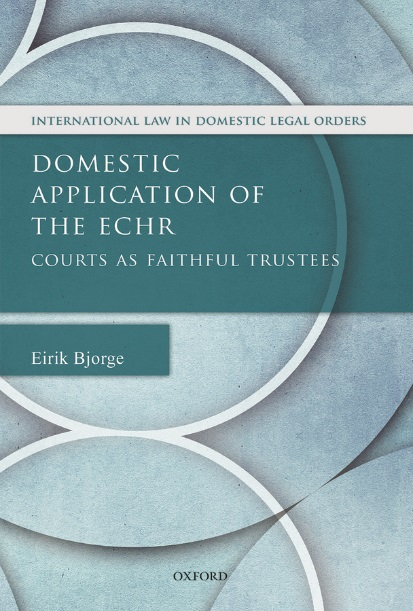 INTERNATIONAL LAW IN DOMESTIC LEGAL ORDERS
DOMESTIC
APPLICATION OF
THE ECHR
COURTS AS FAITHFUL TRUSTEES
Eirik Bjorge
OXFORD